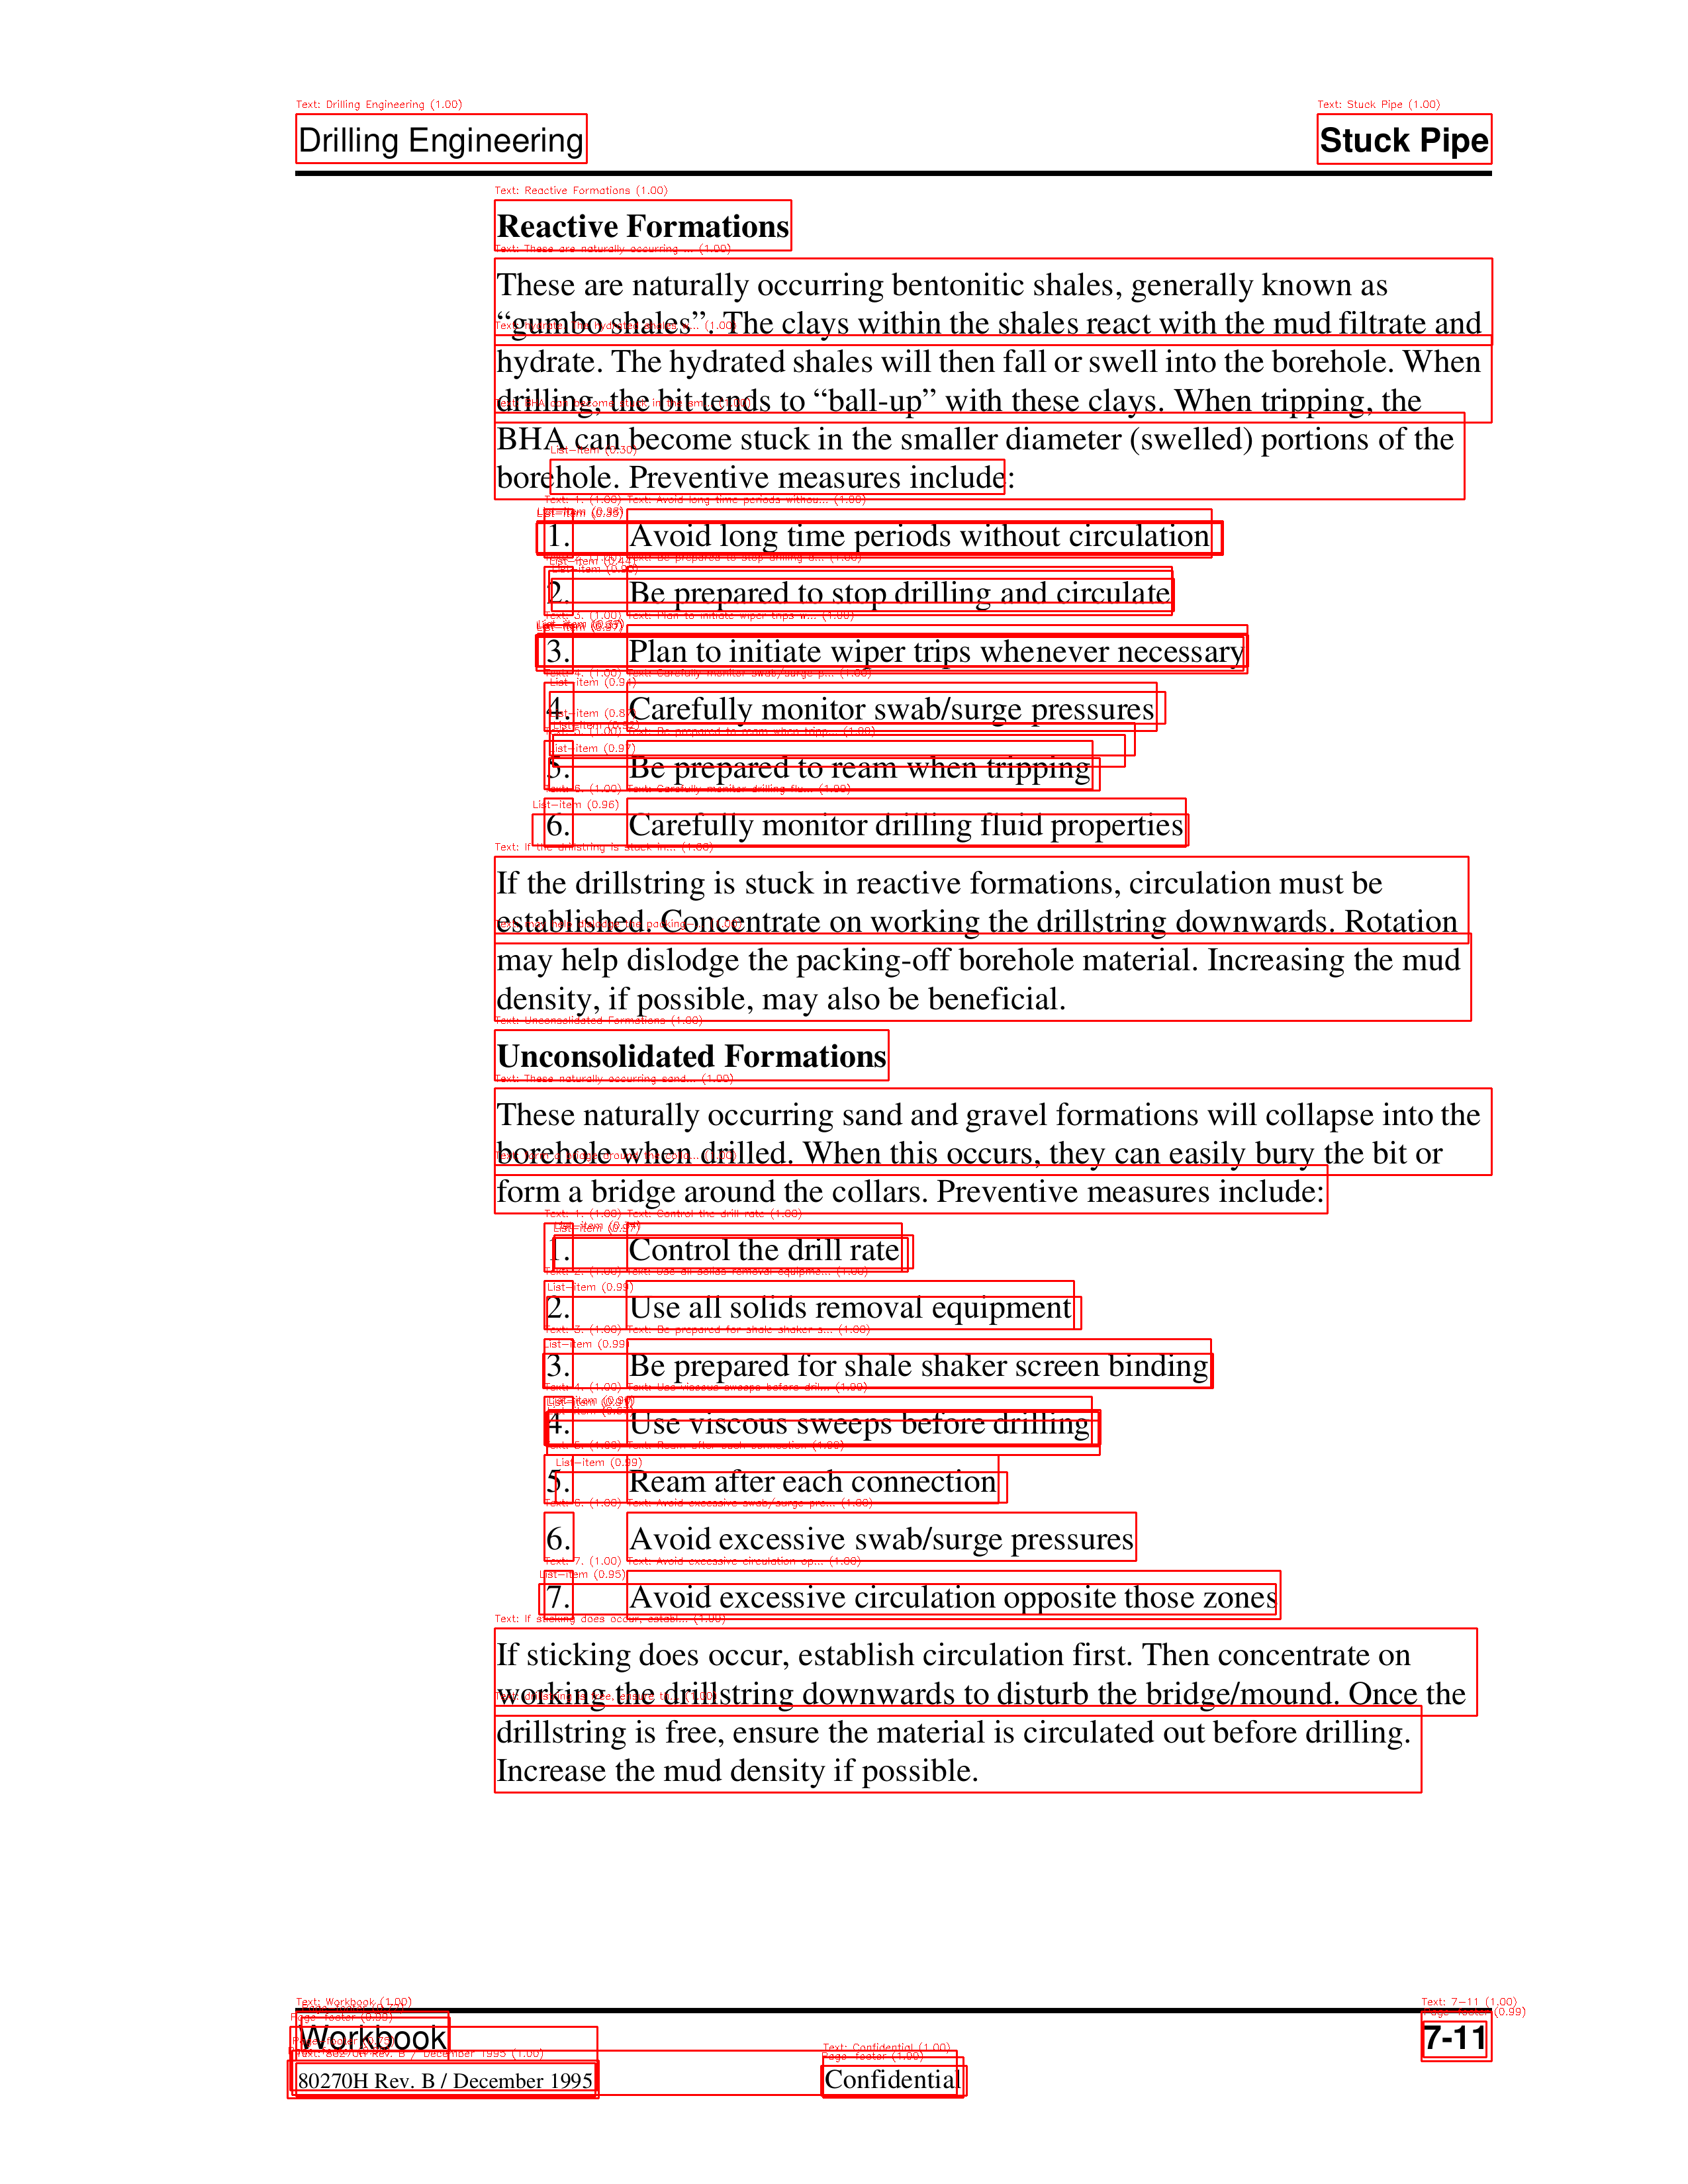 Drilling Engineering
Stuck Pipe
Reactive Formations
These are naturally occurring bentonitic shales, generally known as
“gumbo shales”. The clays within the shales react with the mud filtrate and
hydrate. The hydrated shales will then fall or swell into the borehole. When
drilling, the bit tends to “ball-up” with these clays. When tripping, the
BHA can become stuck in the smaller diameter (swelled) portions of the
borehole. Preventive measures include:
1. Avoid long time periods without circulation
2. Be prepared to stop drilling and circulate
3. Plan to initiate wiper trips whenever necessary
4. Carefully monitor swab/surge pressures
5. Be prepared to ream when tripping
6. Carefully monitor drilling fluid properties
If the drillstring is stuck in reactive formations, circulation must be
established. Concentrate on working the drillstring downwards. Rotation
may help dislodge the packing-off borehole material. Increasing the mud
density, if possible, may also be beneficial.
Unconsolidated Formations
These naturally occurring sand and gravel formations will collapse into the
borehole when drilled. When this occurs, they can easily bury the bit or
form a bridge around the collars. Preventive measures include:
1. Control the drill rate
2. Use all solids removal equipment
3. Be prepared for shale shaker screen binding
4. Use viscous sweeps before drilling
5. Ream after each connection
6. Avoid excessive swab/surge pressures
7. Avoid excessive circulation opposite those zones
If sticking does occur, establish circulation first. Then concentrate on
working the drillstring downwards to disturb the bridge/mound. Once the
drillstring is free, ensure the material is circulated out before drilling.
Increase the mud density if possible.
Workbook
7-11
80270H Rev. B / December 1995
Confidential